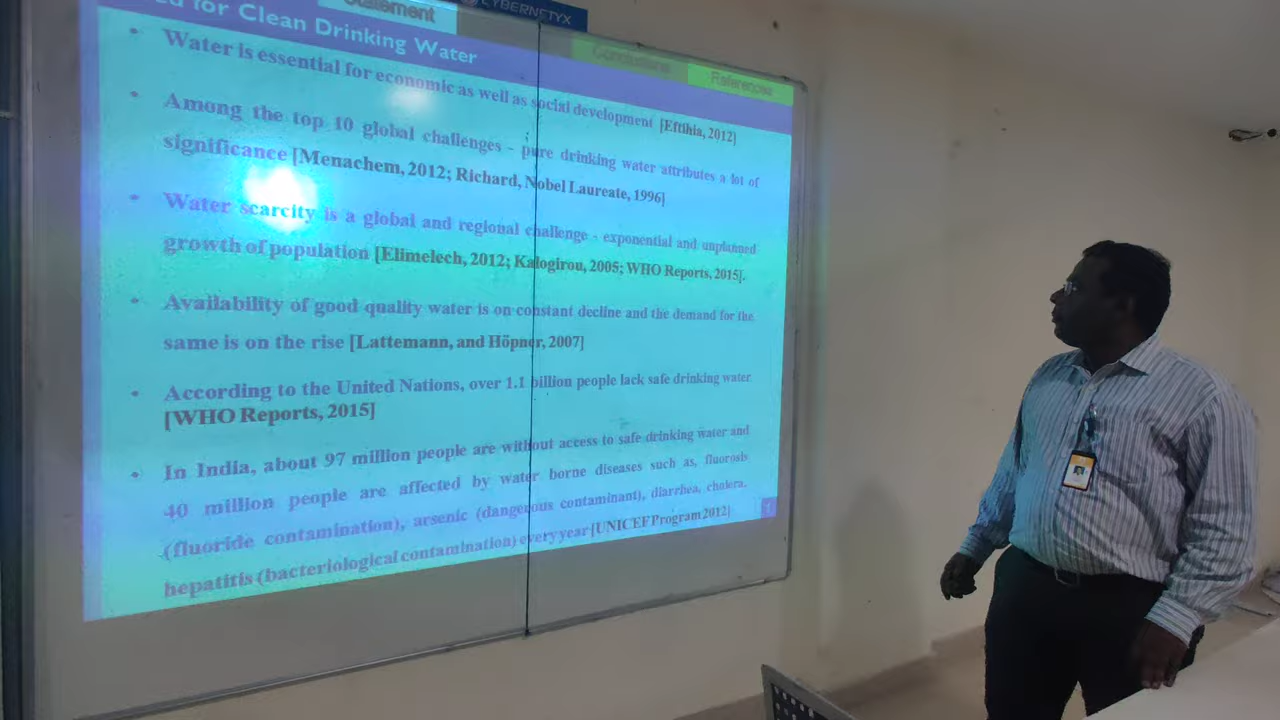 Statement
CYBERNETYX
ed for Clean Drinking Water
Conclusions
References
• Water is essential for economic as well as social development [Eftihia, 2012]
• Among the top 10 global challenges - pure drinking water attributes a lot of
significance [Menachem, 2012; Richard, Nobel Laureate, 1996]
• Water scarcity is a global and regional challenge - exponential and unplanned
growth of population [Elimelech, 2012; Kalogirou, 2005; WHO Reports, 2015].
• Availability of good quality water is on constant decline and the demand for the
same is on the rise [Lattemann, and Höpner, 2007]
• According to the United Nations, over 1.1 billion people lack safe drinking water
[WHO Reports, 2015]
• In India, about 97 million people are without access to safe drinking water and
40 million people are affected by water borne diseases such as, fluorosis
(fluoride contamination), arsenic (dangerous contaminant), diarrhea, cholera,
hepatitis (bacteriological contamination) every year [UNICEF Program 2012]